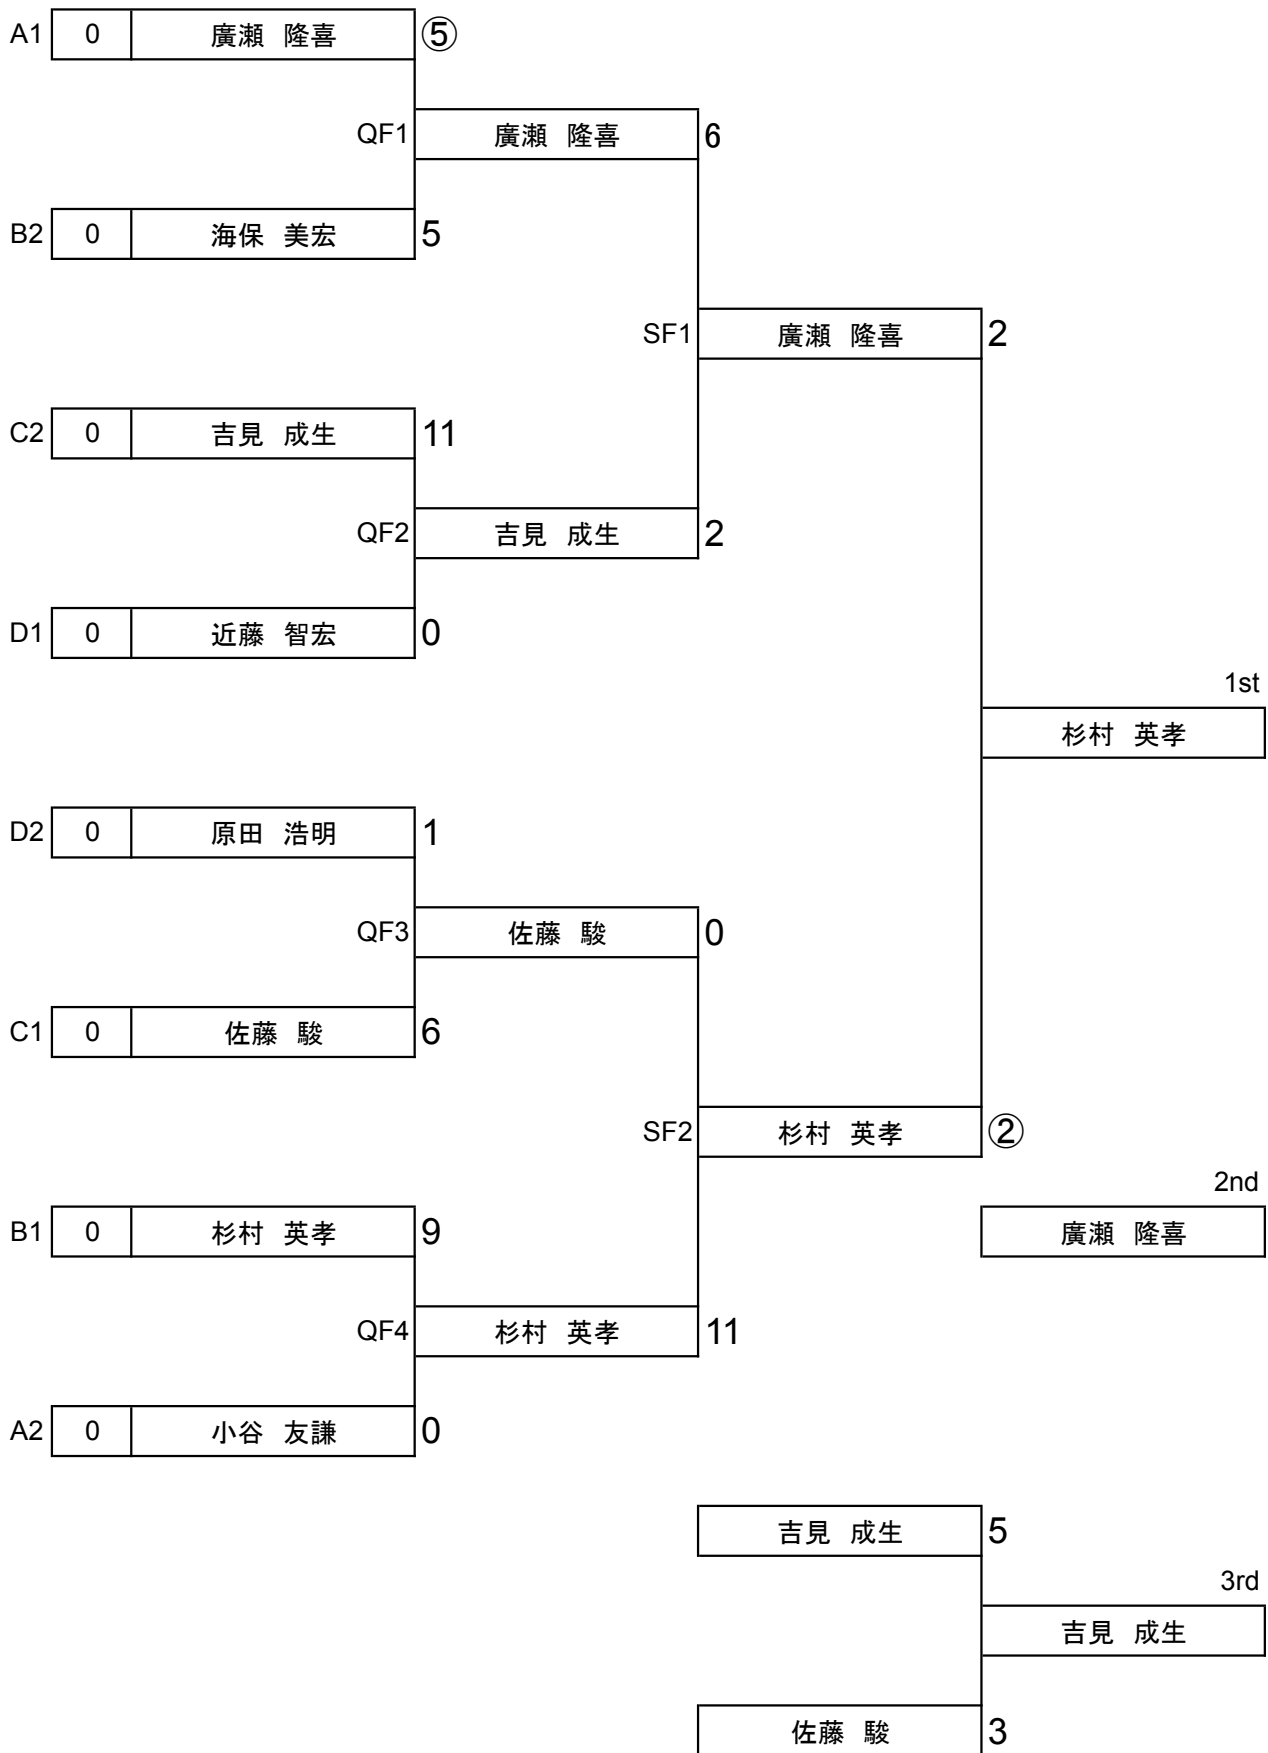 A1 0 廣瀬 隆喜 ⑤
QF1 廣瀬 隆喜 6
B2 0 海保 美宏 5
SF1 廣瀬 隆喜 2
C2 0 吉見 成生 11
QF2 吉見 成生 2
D1 0 近藤 智宏 0
1st
杉村 英孝
D2 0 原田 浩明 1
QF3 佐藤 駿 0
C1 0 佐藤 駿 6
SF2 杉村 英孝 ②
2nd
B1 0 杉村 英孝 9 廣瀬 隆喜
QF4 杉村 英孝 11
A2 0 小谷 友謙 0
吉見 成生 5
3rd
吉見 成生
佐藤 駿 3